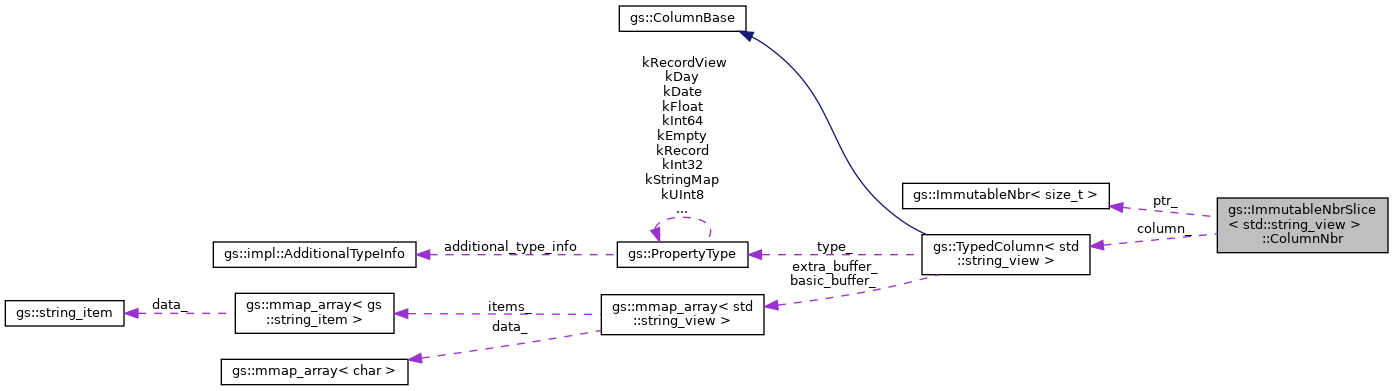 gs::ColumnBase
kRecordView
kDay
kDate
kFloat
kInt64
kEmpty
kRecord
kInt32
kStringMap
kUInt8
...
gs::ImmutableNbr< size_t >
ptr_
gs::ImmutableNbrSlice
< std::string_view >
::ColumnNbr
column_
gs::impl::AdditionalTypeInfo
additional_type_info
gs::PropertyType
type_
gs::TypedColumn< std
::string_view >
extra_buffer_
basic_buffer_
gs::string_item
data_
gs::mmap_array< gs
::string_item >
items_
data_
gs::mmap_array< std
::string_view >
gs::mmap_array< char >